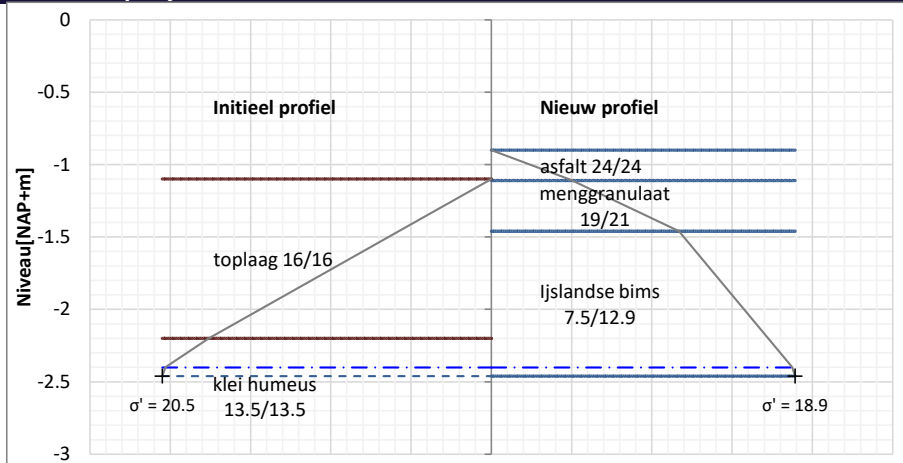 0
-0.5
-1
-1.5
-2
-2.5
-3
Niveau[NAP+m]
Initieel profiel
Nieuw profiel
asfalt 24/24
menggranulaat
19/21
toplaag 16/16
Ijslandse bims
7.5/12.9
klei humeus
13.5/13.5
σ' = 20.5
σ' = 18.9